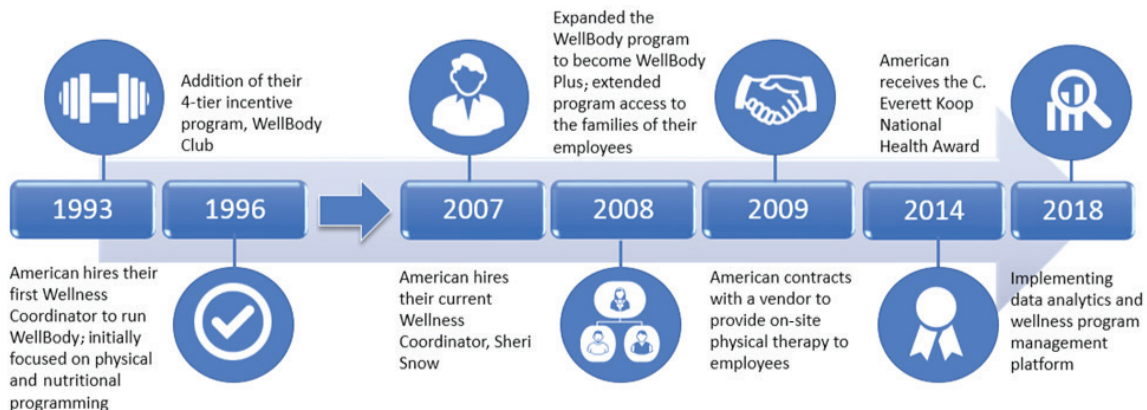 Addition of their
4-tier incentive
program, WellBody
Club
Expanded the
WellBody program
to become WellBody
Plus; extended
program access to
the families of their
employees
American
receives the C.
Everett Koop
National
Health Award
1993
1996
2007
2008
2009
2014
2018
American hires their
first Wellness
Coordinator to run
WellBody; initially
focused on physical
and nutritional
programming
American hires
their current
Wellness
Coordinator, Sheri
Snow
American contracts
with a vendor to
provide on-site
physical therapy to
employees
Implementing
data analytics and
wellness program
management
platform